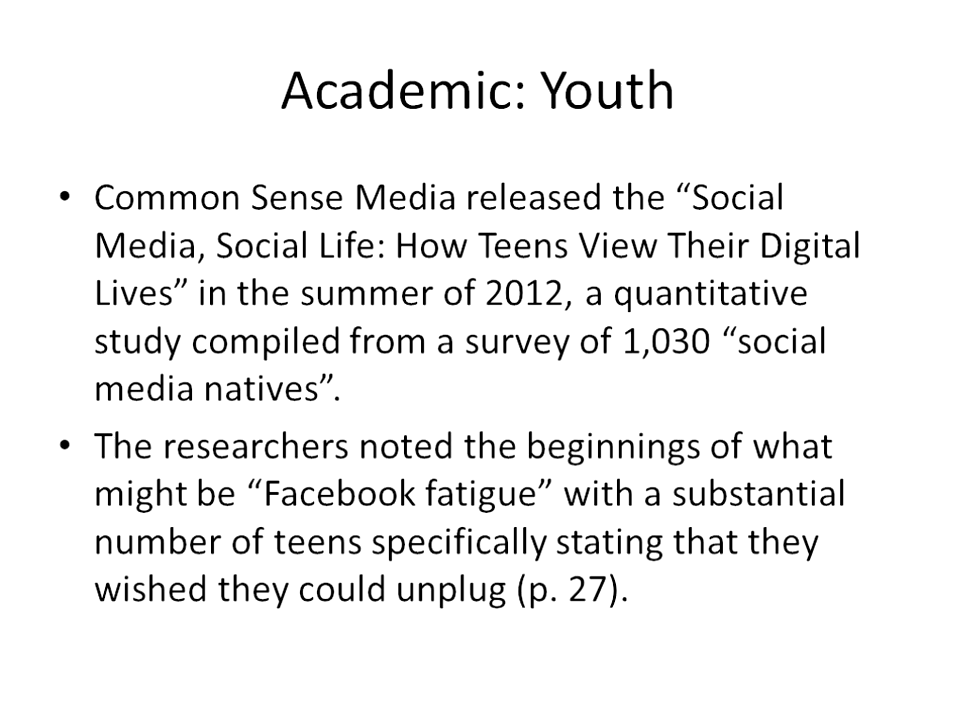 Academic: Youth
• Common Sense Media released the “Social
Media, Social Life: How Teens View Their Digital
Lives” in the summer of 2012, a quantitative
study compiled from a survey of 1,030 “social
media natives”.
• The researchers noted the beginnings of what
might be “Facebook fatigue” with a substantial
number of teens specifically stating that they
wished they could unplug (p. 27).